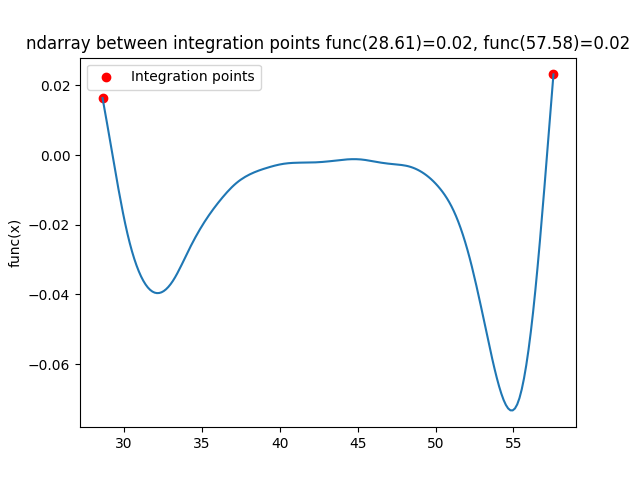 ndarray between integration points func(28.61)=0.02, func(57.58)=0.02
Integration points
0.02
0.00
−0.02
−0.04
−0.06
func(x)
30 35 40 45 50 55